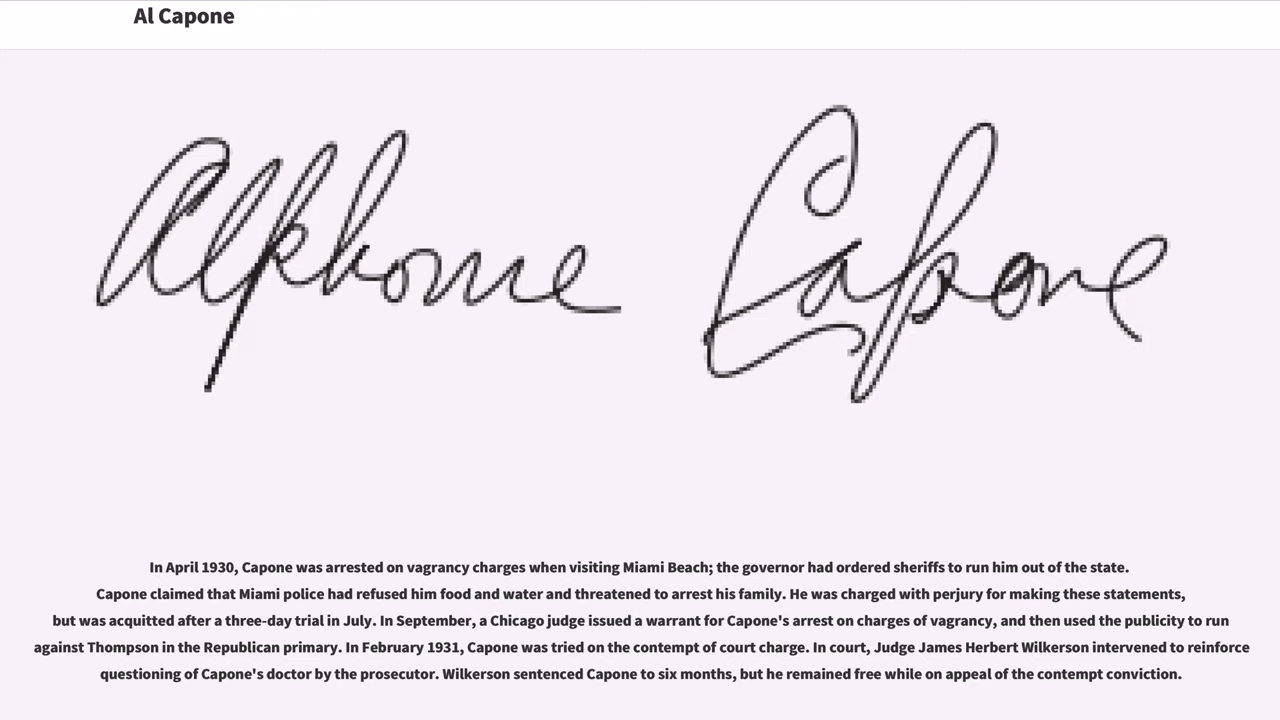 Al Capone
Alphonse Capone
In April 1930, Capone was arrested on vagrancy charges when visiting Miami Beach; the governor had ordered sheriffs to run him out of the state.
Capone claimed that Miami police had refused him food and water and threatened to arrest his family. He was charged with perjury for making these statements,
but was acquitted after a three-day trial in July. In September, a Chicago judge issued a warrant for Capone's arrest on charges of vagrancy, and then used the publicity to run
against Thompson in the Republican primary. In February 1931, Capone was tried on the contempt of court charge. In court, Judge James Herbert Wilkerson intervened to reinforce
questioning of Capone's doctor by the prosecutor. Wilkerson sentenced Capone to six months, but he remained free while on appeal of the contempt conviction.